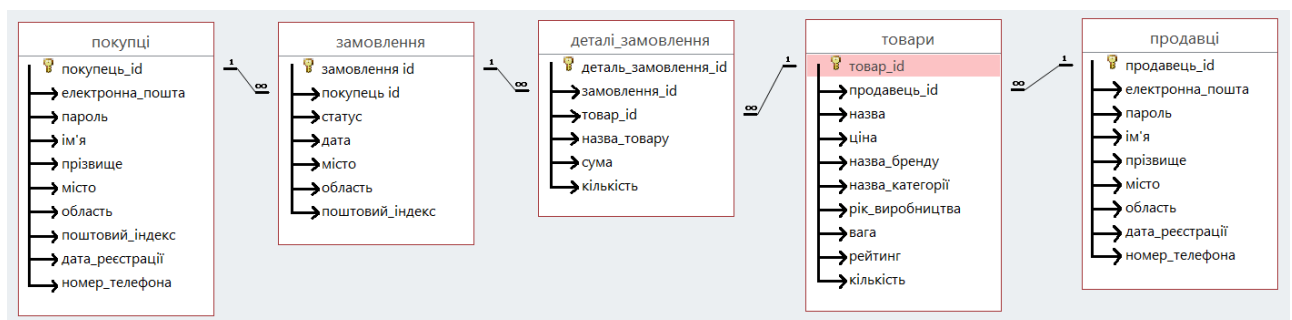 покупці
покупець_id
електронна_пошта
пароль
ім'я
прізвище
місто
область
поштовий_індекс
дата_реєстрації
номер_телефона
1
∞
замовлення
замовлення id
покупець id
статус
дата
місто
область
поштовий_індекс
1
∞
деталі_замовлення
деталь_замовлення_id
замовлення_id
товар_id
назва_товару
сума
кількість
1
∞
товари
товар_id
продавець_id
назва
ціна
назва_бренду
назва_категорії
рік_виробництва
вага
рейтинг
кількість
1
∞
продавці
продавець_id
електронна_пошта
пароль
ім'я
прізвище
місто
область
дата_реєстрації
номер_телефона